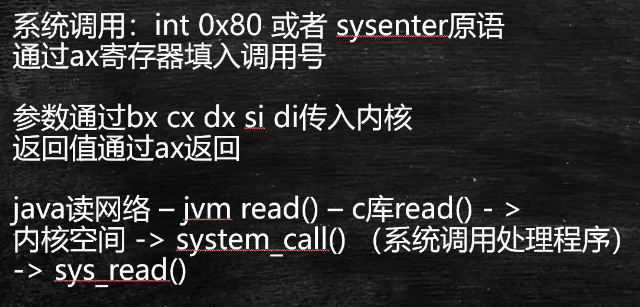 系统调用：int 0x80 或者 sysenter原语
通过ax寄存器填入调用号
参数通过bx cx dx si di传入内核
返回值通过ax返回
java读网络 – jvm read() – c库read() - >
内核空间 -> system_call() （系统调用处理程序）
-> sys_read()